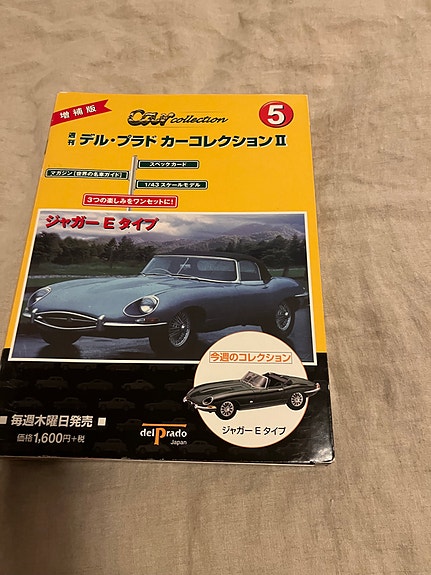 増補版
CAR collection
5
週刊 デル・プラド カーコレクションⅡ
スペックカード
マガジン[世界の名車ガイド]
1/43スケールモデル
3つの楽しみをワンセットに!
ジャガー E タイプ
今週のコレクション
ジャガー E タイプ
毎週木曜日発売
価格1,600円+税
delPrado
Japan